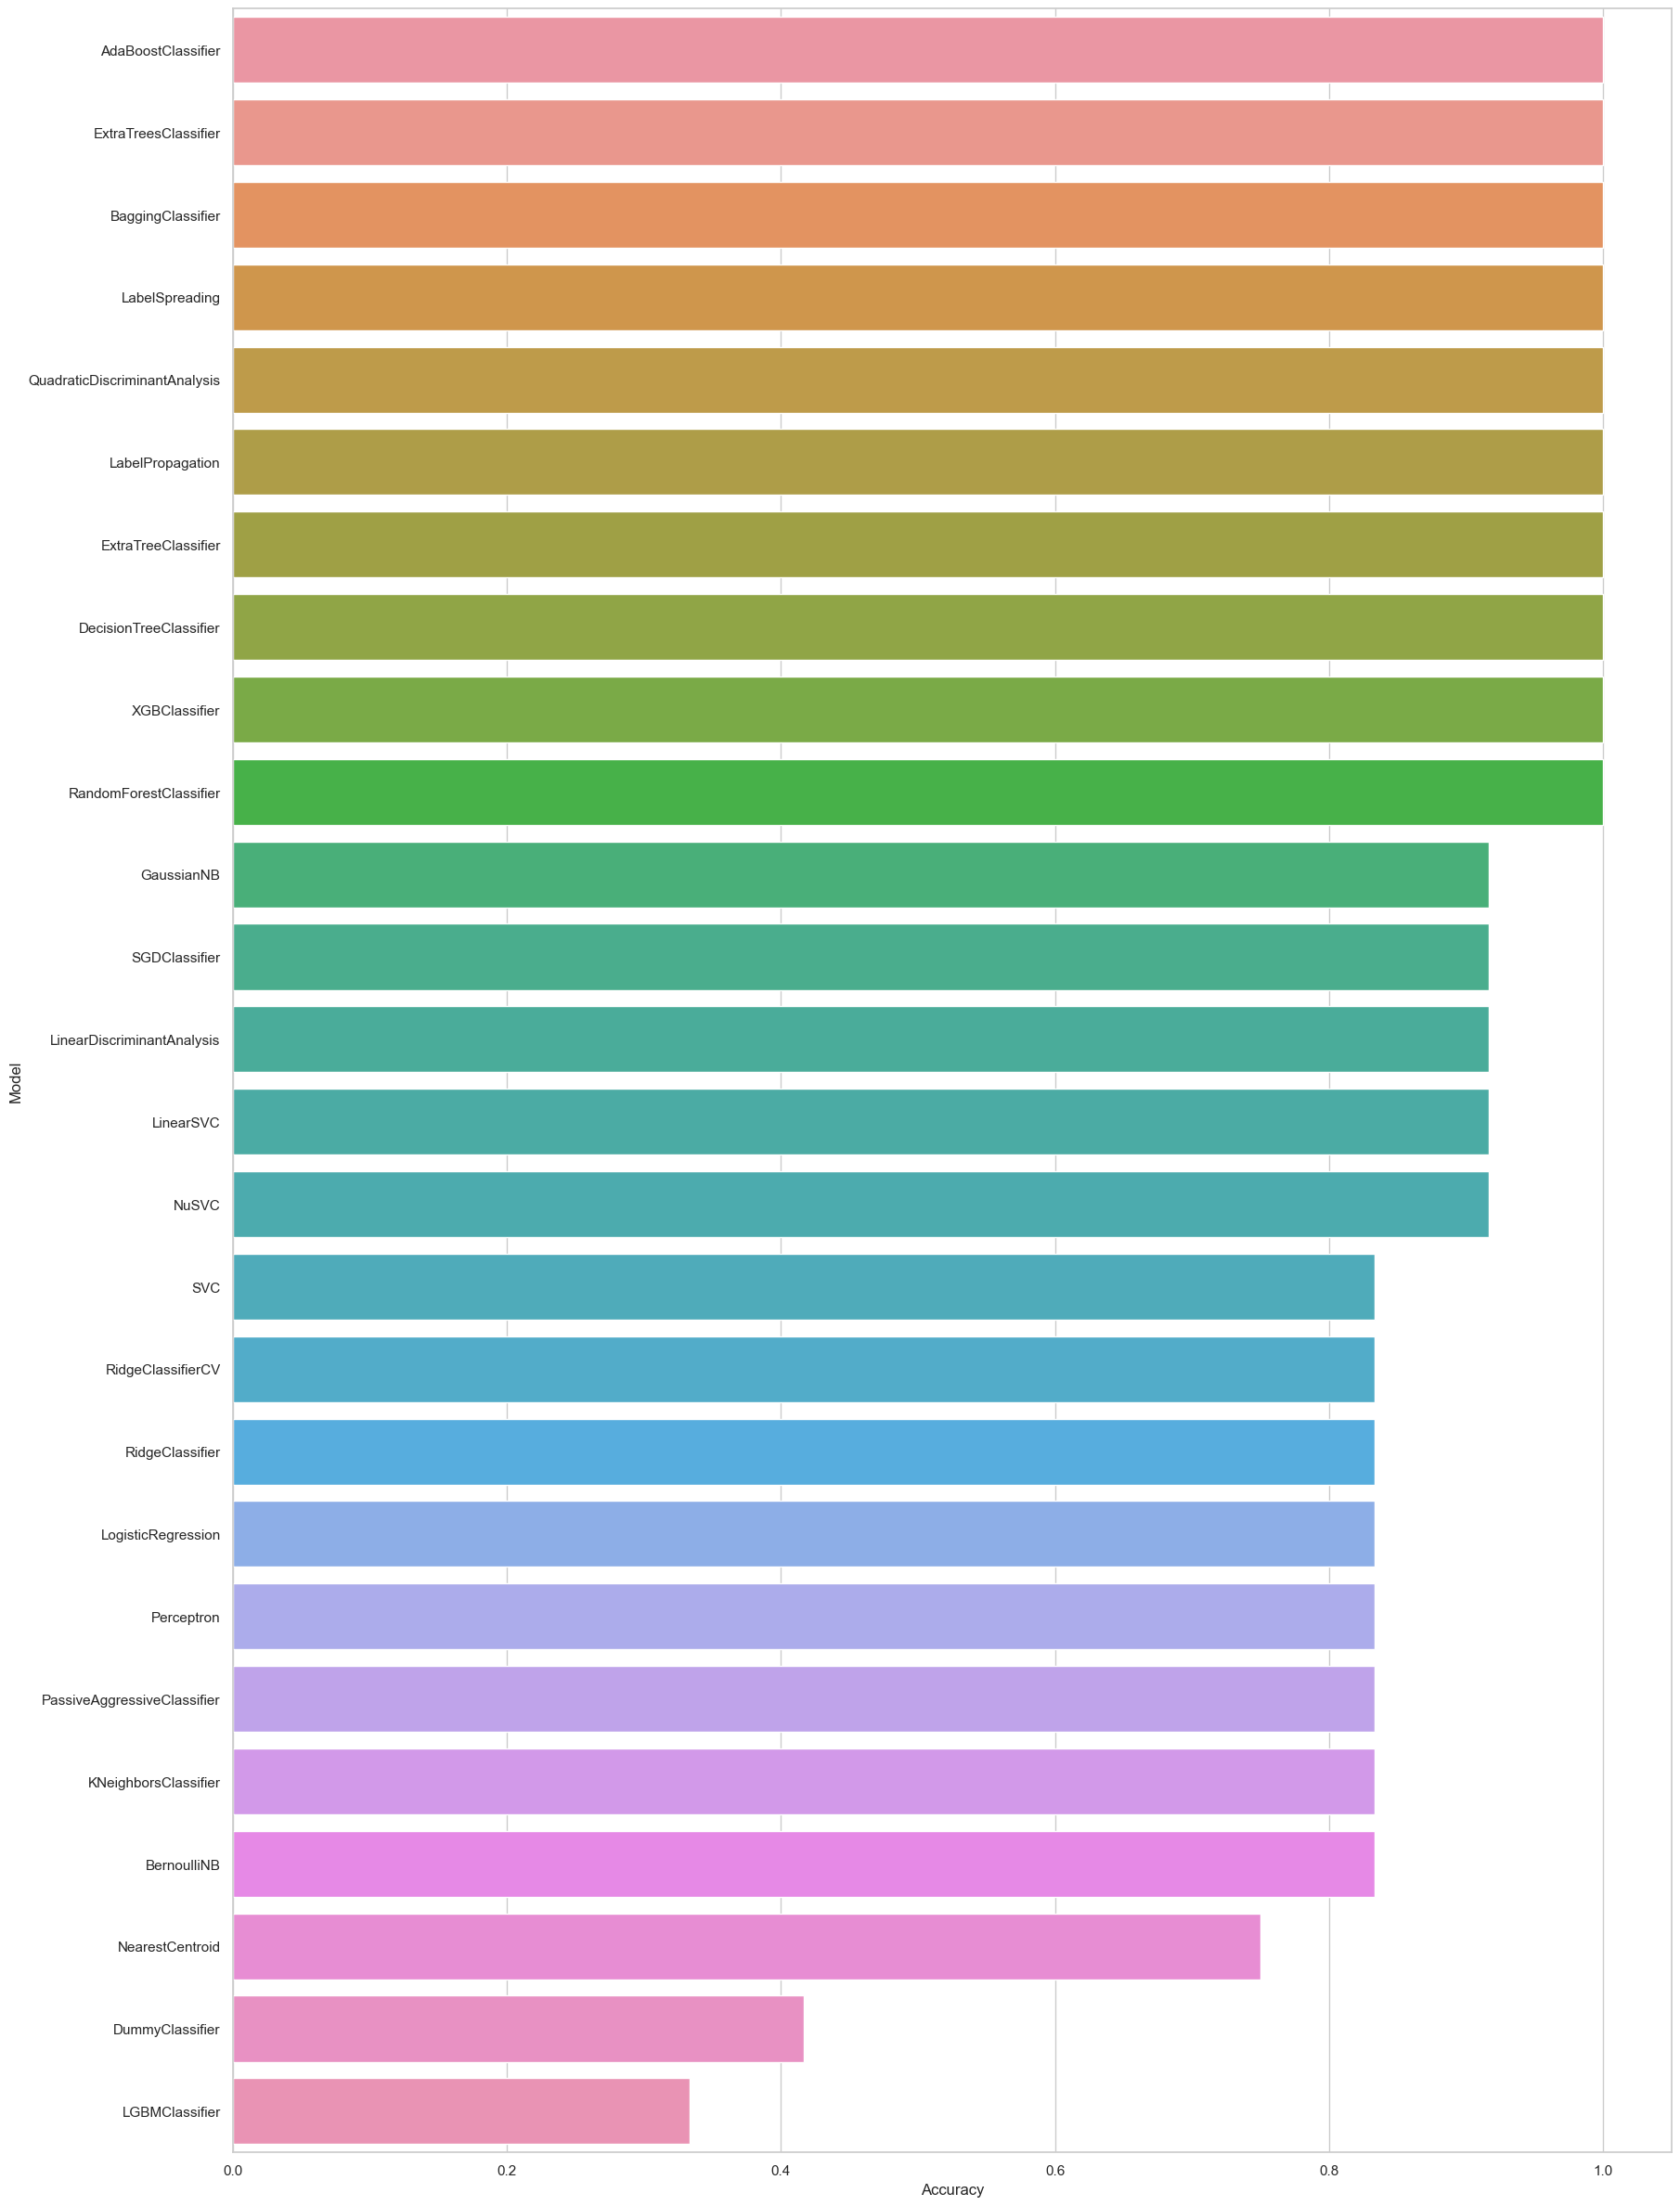 AdaBoostClassifier
ExtraTreesClassifier
BaggingClassifier
LabelSpreading
QuadraticDiscriminantAnalysis
LabelPropagation
ExtraTreeClassifier
DecisionTreeClassifier
XGBClassifier
RandomForestClassifier
GaussianNB
SGDClassifier
LinearDiscriminantAnalysis
Model
LinearSVC
NuSVC
SVC
RidgeClassifierCV
RidgeClassifier
LogisticRegression
Perceptron
PassiveAggressiveClassifier
KNeighborsClassifier
BernoulliNB
NearestCentroid
DummyClassifier
LGBMClassifier
0.0 0.2 0.4 0.6 0.8 1.0
Accuracy